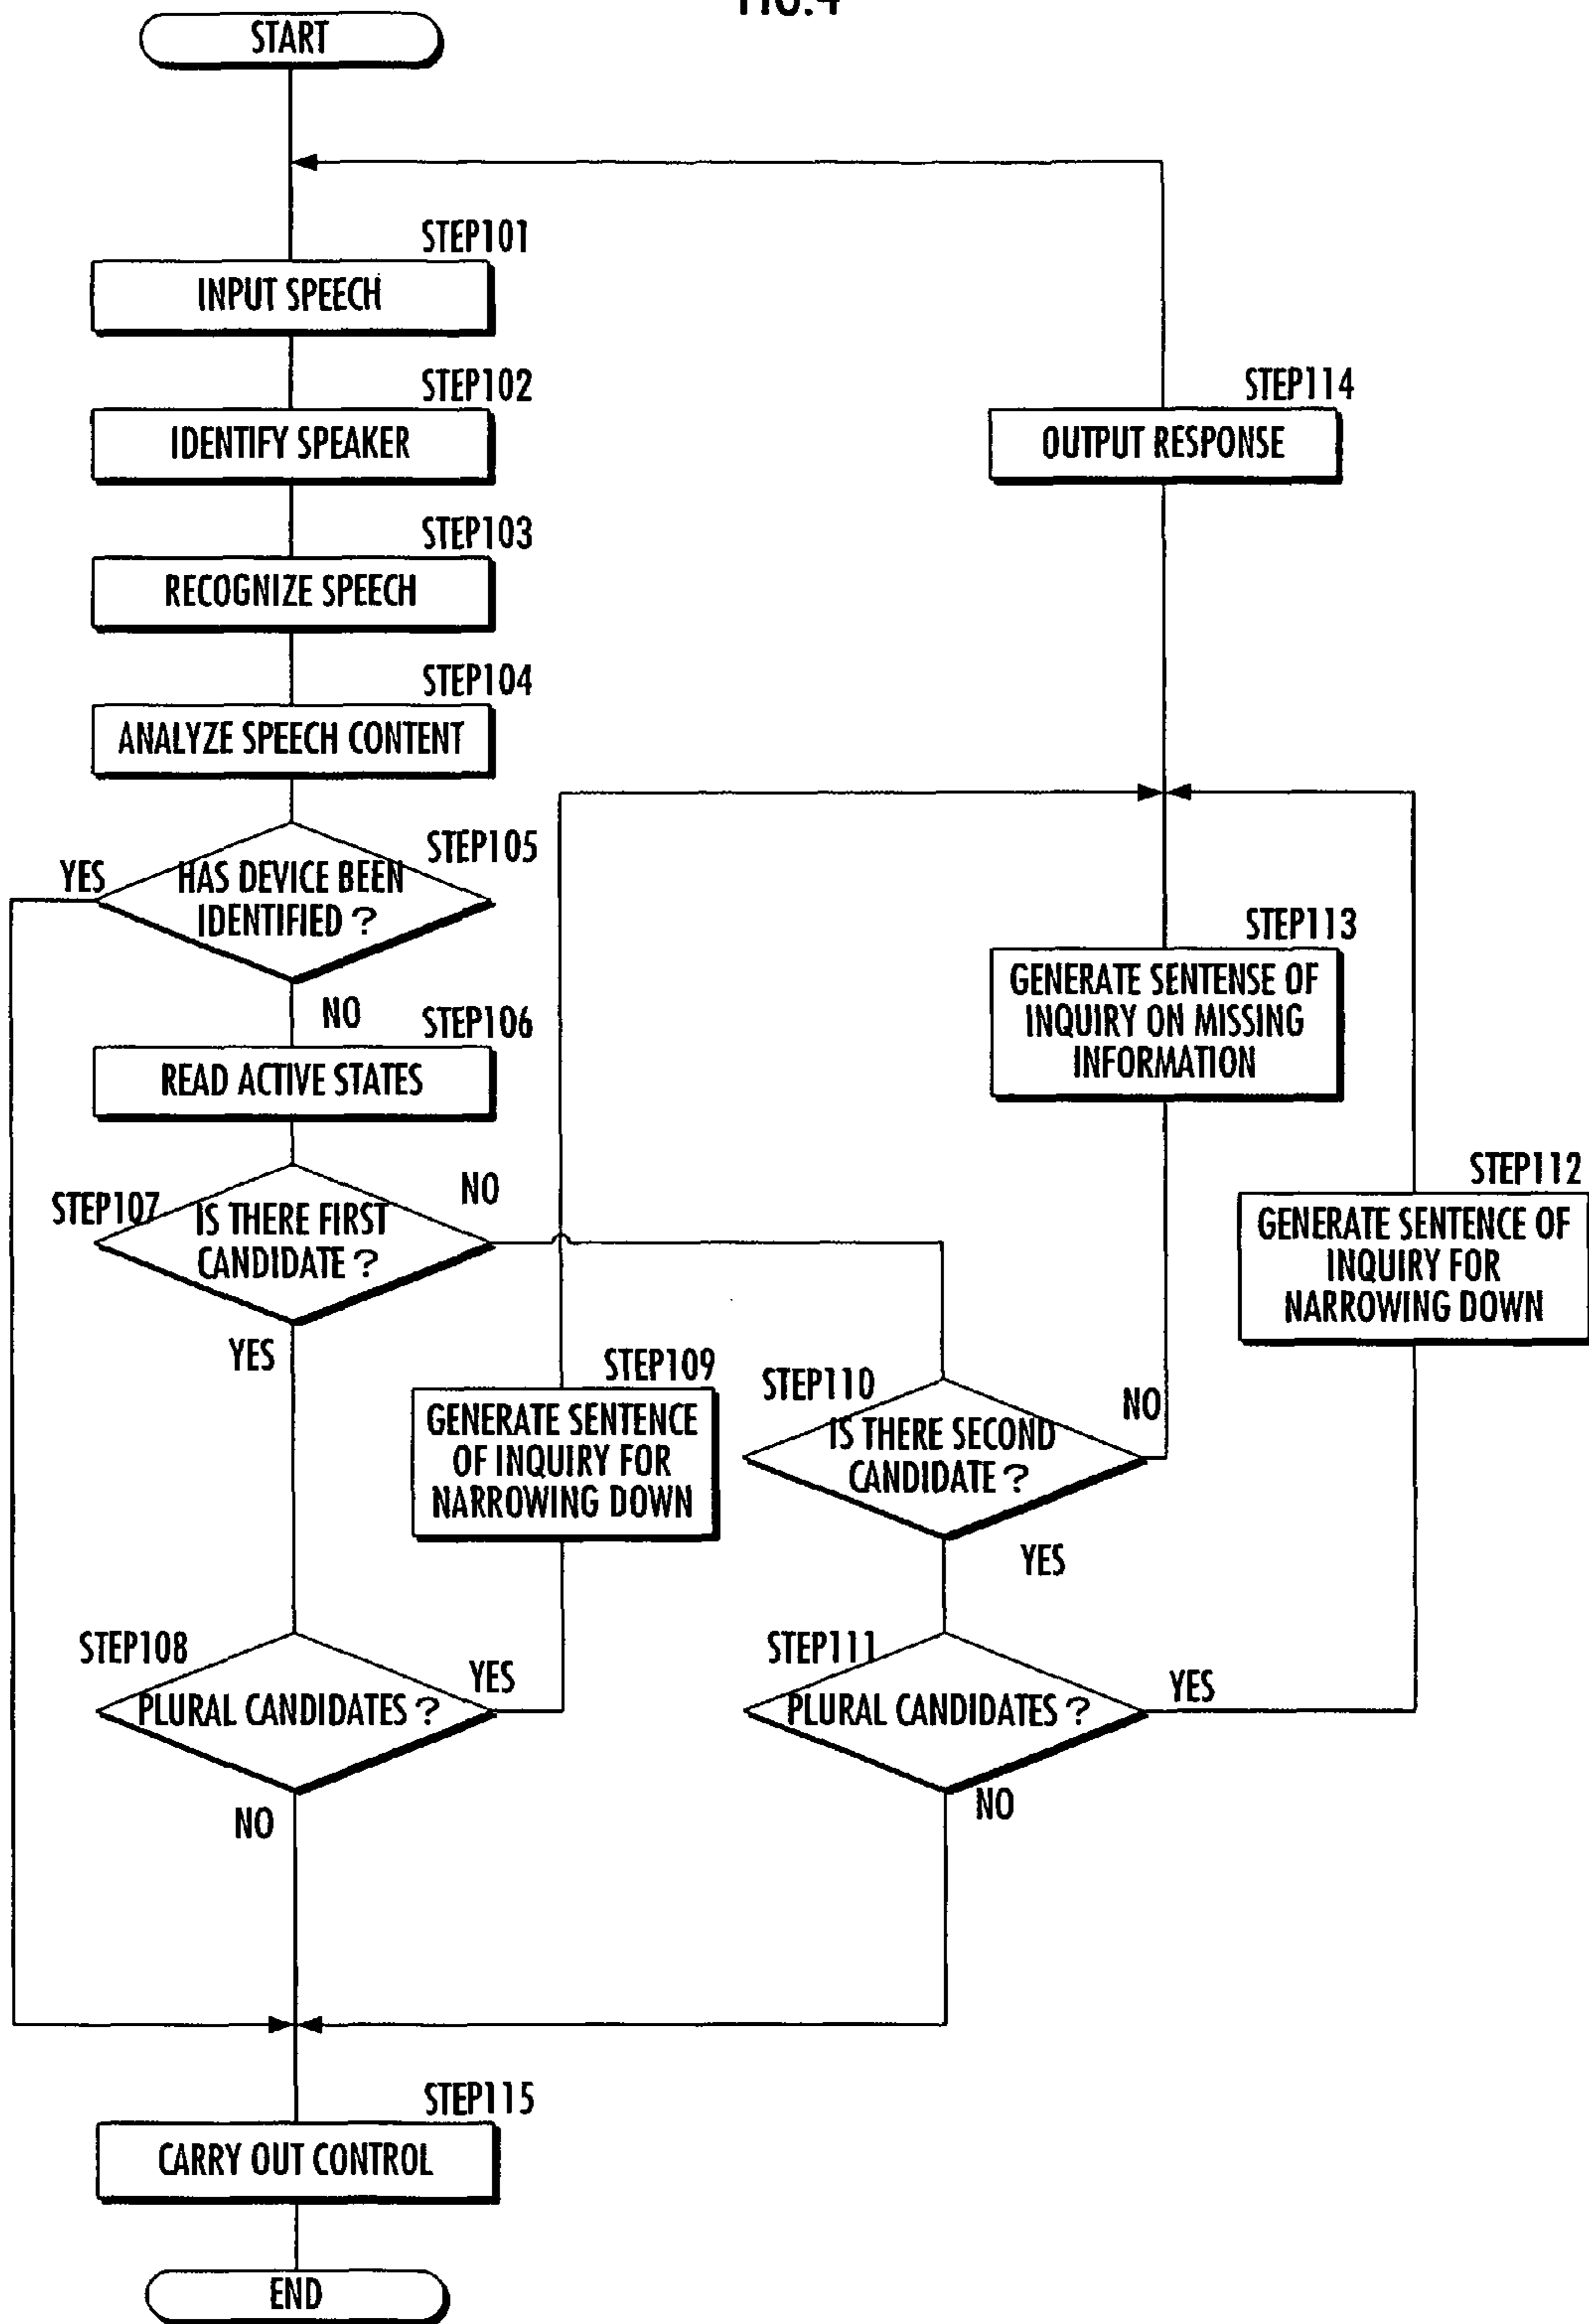 FIG.4
START
STEP101
INPUT SPEECH
STEP102
IDENTIFY SPEAKER
STEP114
OUTPUT RESPONSE
STEP103
RECOGNIZE SPEECH
STEP104
ANALYZE SPEECH CONTENT
STEP105
YES
HAS DEVICE BEEN
IDENTIFIED ?
NO
STEP106
READ ACTIVE STATES
STEP113
GENERATE SENTENSE OF
INQUIRY ON MISSING
INFORMATION
STEP107
IS THERE FIRST
CANDIDATE ?
NO
YES
STEP112
GENERATE SENTENCE OF
INQUIRY FOR
NARROWING DOWN
STEP109
GENERATE SENTENCE
OF INQUIRY FOR
NARROWING DOWN
STEP110
IS THERE SECOND
CANDIDATE ?
NO
YES
STEP108
PLURAL CANDIDATES ?
YES
NO
STEP111
PLURAL CANDIDATES ?
YES
NO
STEP115
CARRY OUT CONTROL
END